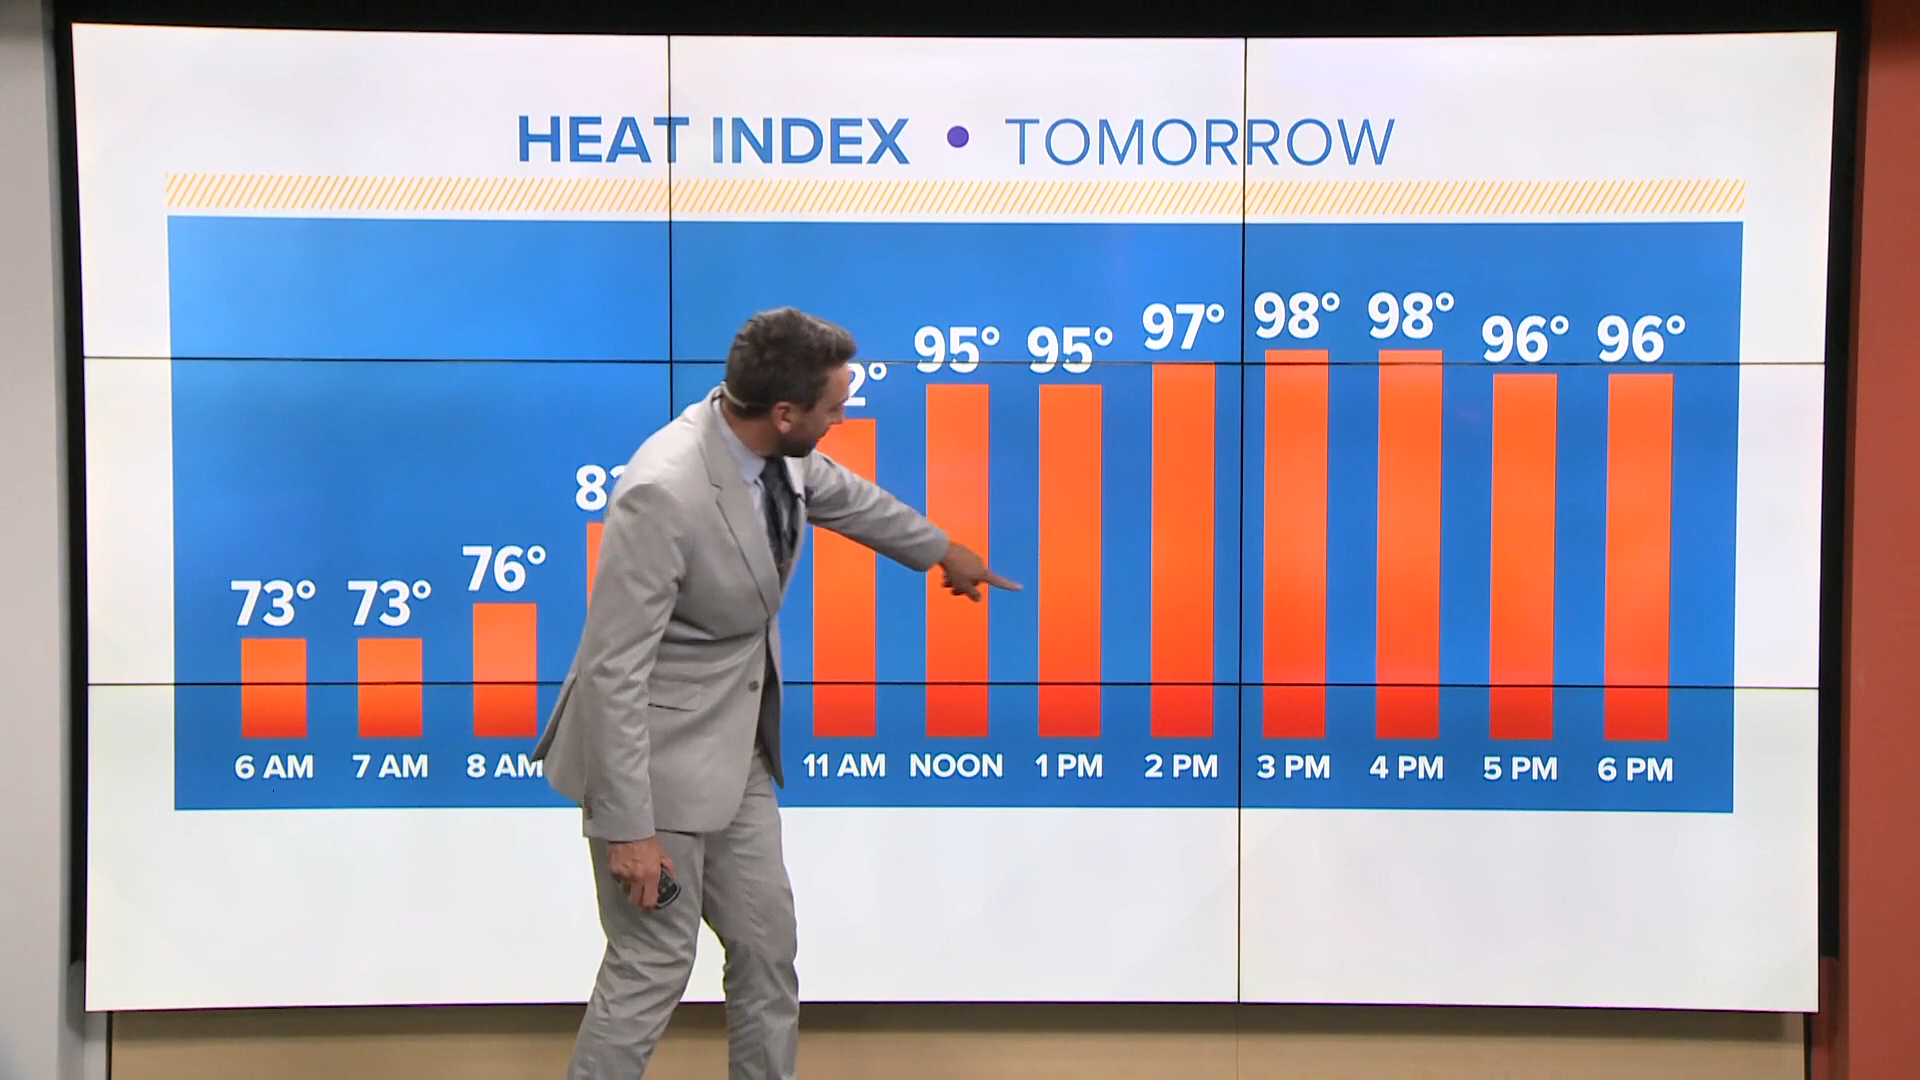 HEAT INDEX • TOMORROW
73° 73° 76° 95° 95° 97° 98° 98° 96° 96°
6 AM 7 AM 8 AM 11 AM NOON 1 PM 2 PM 3 PM 4 PM 5 PM 6 PM